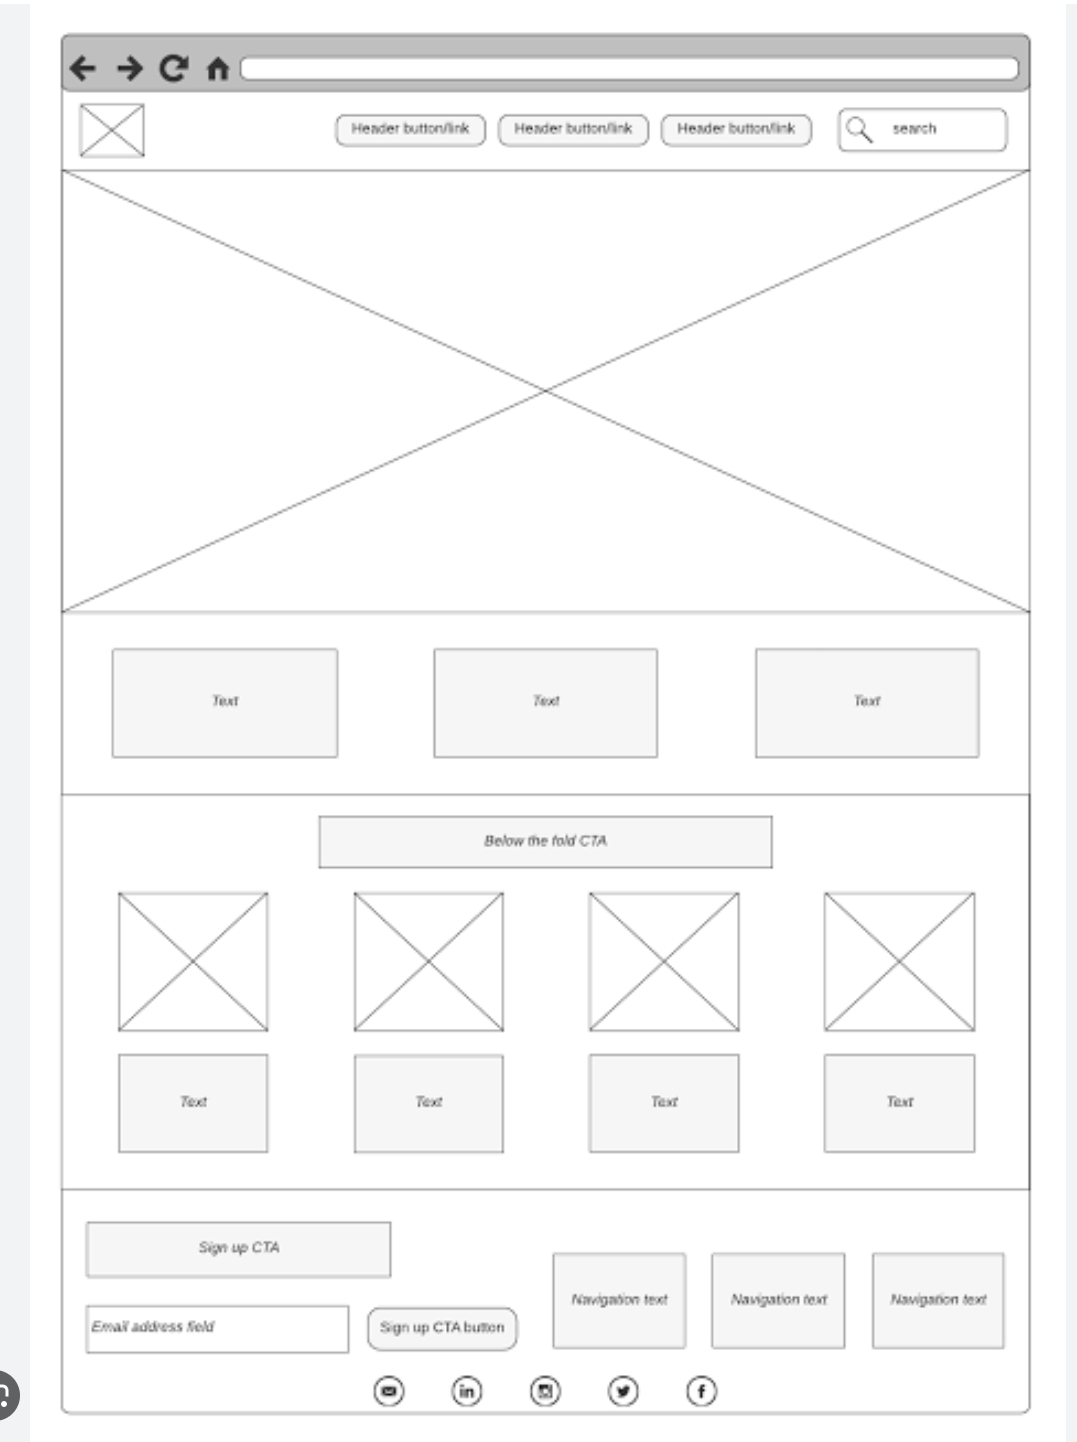 Header button/link
Header button/link
Header button/link
search
Text
Text
Text
Below the fold CTA
Text
Text
Text
Text
Sign up CTA
Email address field
Sign up CTA button
Navigation text
Navigation text
Navigation text
in
f